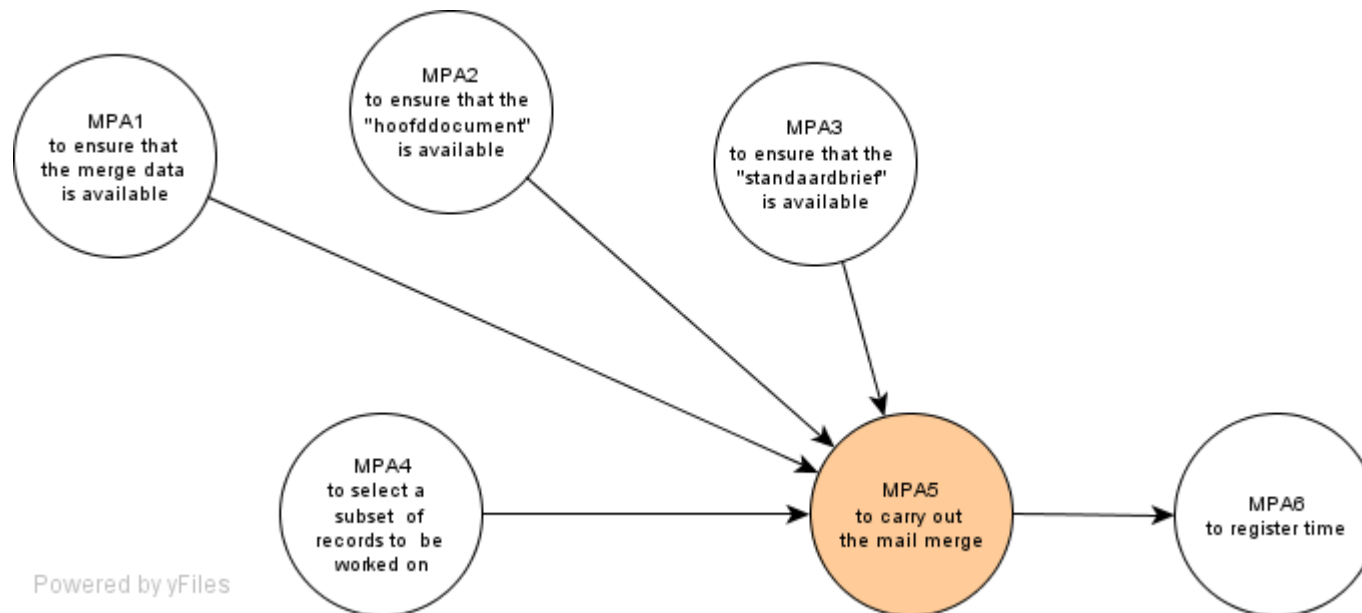 MPA1
to ensure that
the merge data
is available
MPA2
to ensure that the
"hoofddocument"
is available
MPA3
to ensure that the
"standaardbrief"
is available
MPA4
to select a
subset of
records to be
worked on
MPA5
to carry out
the mail merge
MPA6
to register time
Powered by yFiles